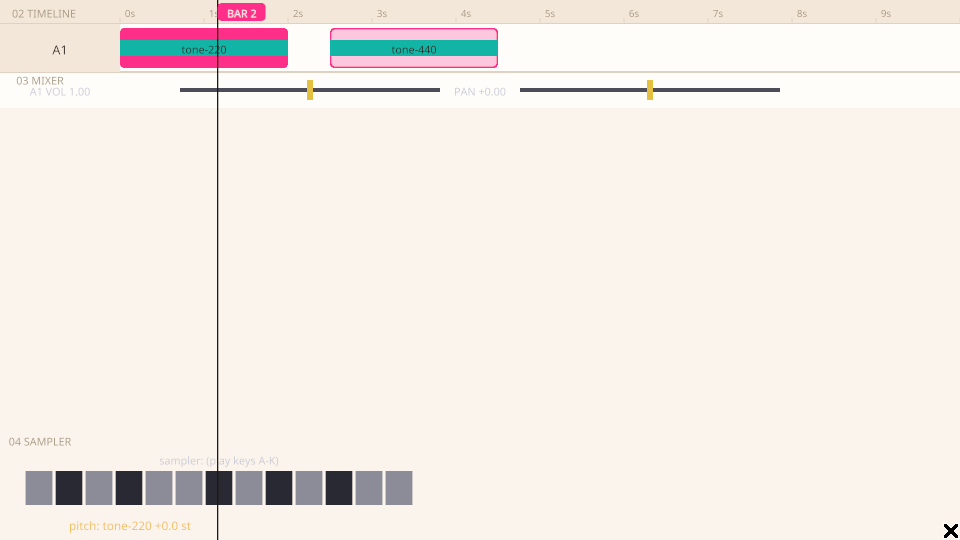 02 TIMELINE
0s 1s BAR 2 2s 3s 4s 5s 6s 7s 8s 9s
A1 tone-220 tone-440
03 MIXER
A1 VOL 1.00 PAN +0.00
04 SAMPLER
sampler: (play keys A-K)
pitch: tone-220 +0.0 st